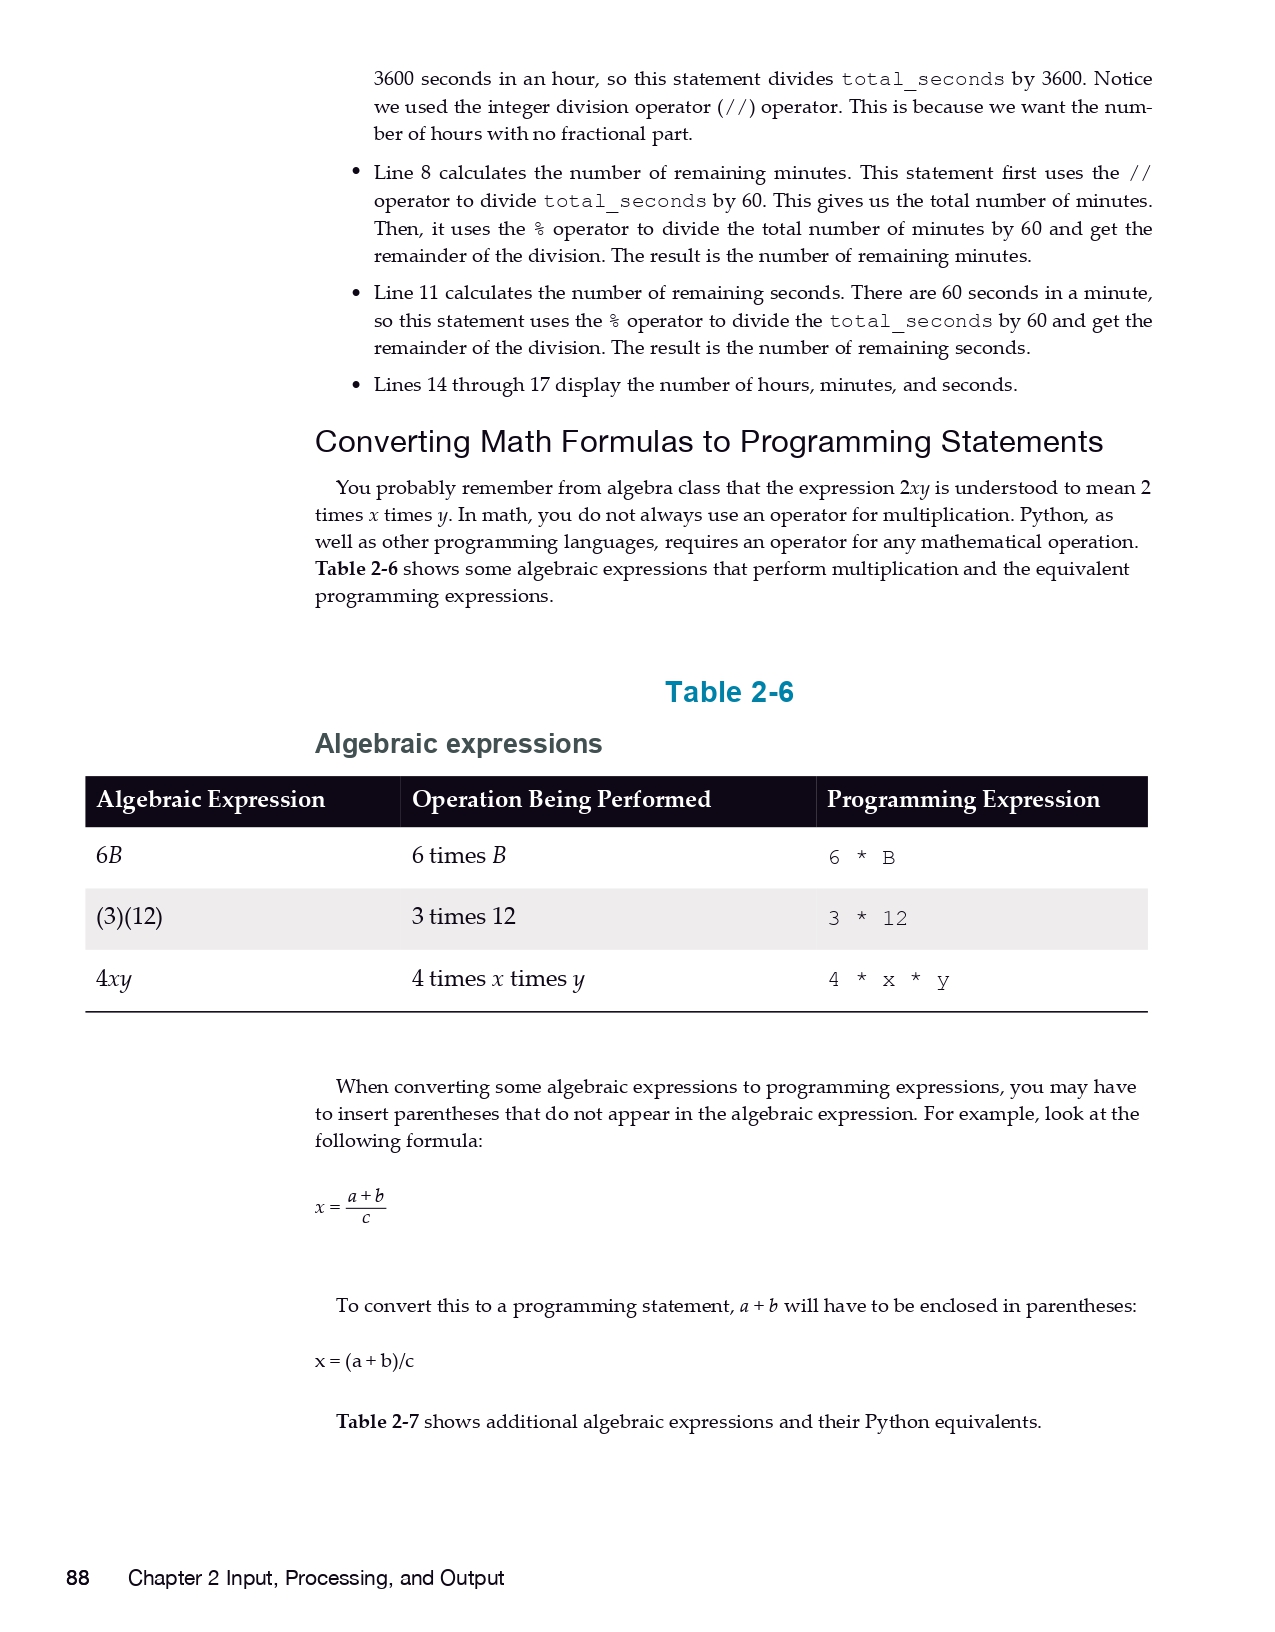 3600 seconds in an hour, so this statement divides total_seconds by 3600. Notice
we used the integer division operator (//) operator. This is because we want the num-
ber of hours with no fractional part.
• Line 8 calculates the number of remaining minutes. This statement first uses the //
operator to divide total_seconds by 60. This gives us the total number of minutes.
Then, it uses the % operator to divide the total number of minutes by 60 and get the
remainder of the division. The result is the number of remaining minutes.
• Line 11 calculates the number of remaining seconds. There are 60 seconds in a minute,
so this statement uses the % operator to divide the total_seconds by 60 and get the
remainder of the division. The result is the number of remaining seconds.
• Lines 14 through 17 display the number of hours, minutes, and seconds.
Converting Math Formulas to Programming Statements
You probably remember from algebra class that the expression 2xy is understood to mean 2
times x times y. In math, you do not always use an operator for multiplication. Python, as
well as other programming languages, requires an operator for any mathematical operation.
Table 2-6 shows some algebraic expressions that perform multiplication and the equivalent
programming expressions.
Table 2-6
Algebraic expressions
Algebraic Expression Operation Being Performed Programming Expression
6B 6 times B 6 * B
(3)(12) 3 times 12 3 * 12
4xy 4 times x times y 4 * x * y
When converting some algebraic expressions to programming expressions, you may have
to insert parentheses that do not appear in the algebraic expression. For example, look at the
following formula:
x = a + b
c
To convert this to a programming statement, a + b will have to be enclosed in parentheses:
x = (a + b)/c
Table 2-7 shows additional algebraic expressions and their Python equivalents.
88 Chapter 2 Input, Processing, and Output